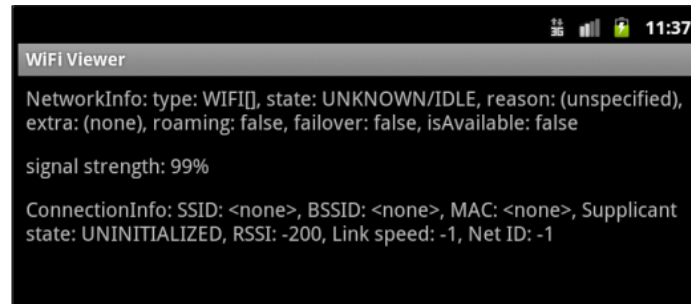 3G 11:37
WiFi Viewer
NetworkInfo: type: WIFI[], state: UNKNOWN/IDLE, reason: (unspecified),
extra: (none), roaming: false, failover: false, isAvailable: false
signal strength: 99%
ConnectionInfo: SSID: <none>, BSSID: <none>, MAC: <none>, Supplicant
state: UNINITIALIZED, RSSI: -200, Link speed: -1, Net ID: -1